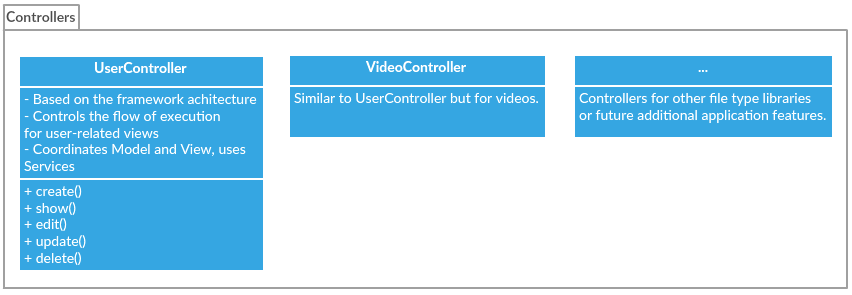 Controllers
UserController
- Based on the framework achitecture
- Controls the flow of execution
for user-related views
- Coordinates Model and View, uses
Services
+ create()
+ show()
+ edit()
+ update()
+ delete()
VideoController
Similar to UserController but for videos.
...
Controllers for other file type libraries
or future additional application features.